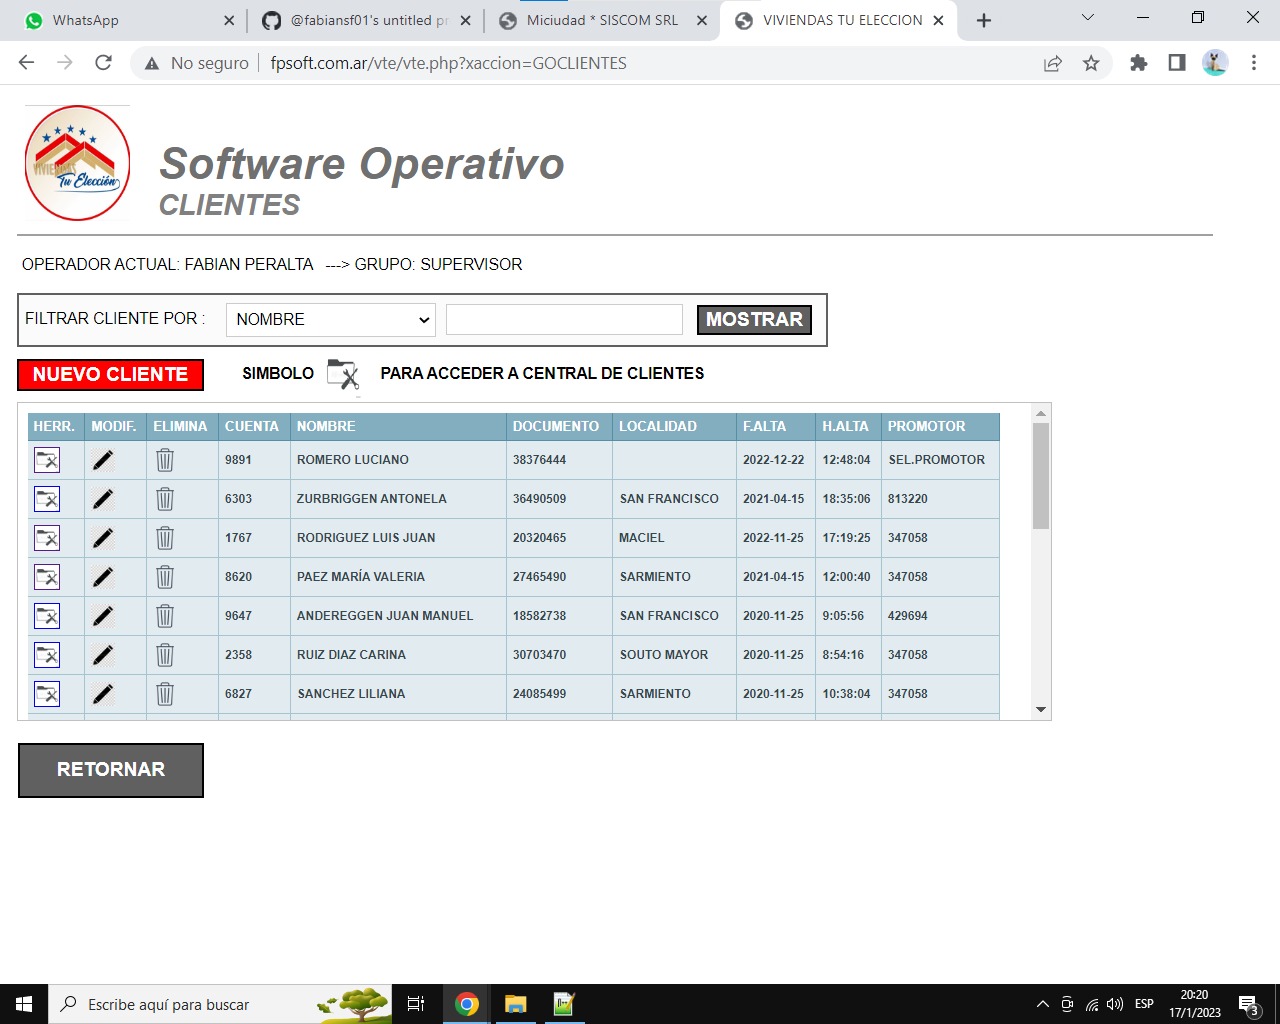 WhatsApp
@fabiansf01's untitled pr
Miciudad * SISCOM SRL
VIVIENDAS TU ELECCION
No seguro
fpsoft.com.ar/vte/vte.php?xaccion=GOCLIENTES
VIVIENDAS
Tu Elección
Software Operativo
CLIENTES
OPERADOR ACTUAL: FABIAN PERALTA ---> GRUPO: SUPERVISOR
FILTRAR CLIENTE POR : NOMBRE MOSTRAR
NUEVO CLIENTE SIMBOLO PARA ACCEDER A CENTRAL DE CLIENTES
HERR. MODIF. ELIMINA CUENTA NOMBRE DOCUMENTO LOCALIDAD F.ALTA H.ALTA PROMOTOR
9891 ROMERO LUCIANO 38376444 2022-12-22 12:48:04 SEL.PROMOTOR
6303 ZURBRIGGEN ANTONELA 36490509 SAN FRANCISCO 2021-04-15 18:35:06 813220
1767 RODRIGUEZ LUIS JUAN 20320465 MACIEL 2022-11-25 17:19:25 347058
8620 PAEZ MARÍA VALERIA 27465490 SARMIENTO 2021-04-15 12:00:40 347058
9647 ANDEREGGEN JUAN MANUEL 18582738 SAN FRANCISCO 2020-11-25 9:05:56 429694
2358 RUIZ DIAZ CARINA 30703470 SOUTO MAYOR 2020-11-25 8:54:16 347058
6827 SANCHEZ LILIANA 24085499 SARMIENTO 2020-11-25 10:38:04 347058
RETORNAR
Escribe aquí para buscar
ESP
20:20
17/1/2023
3